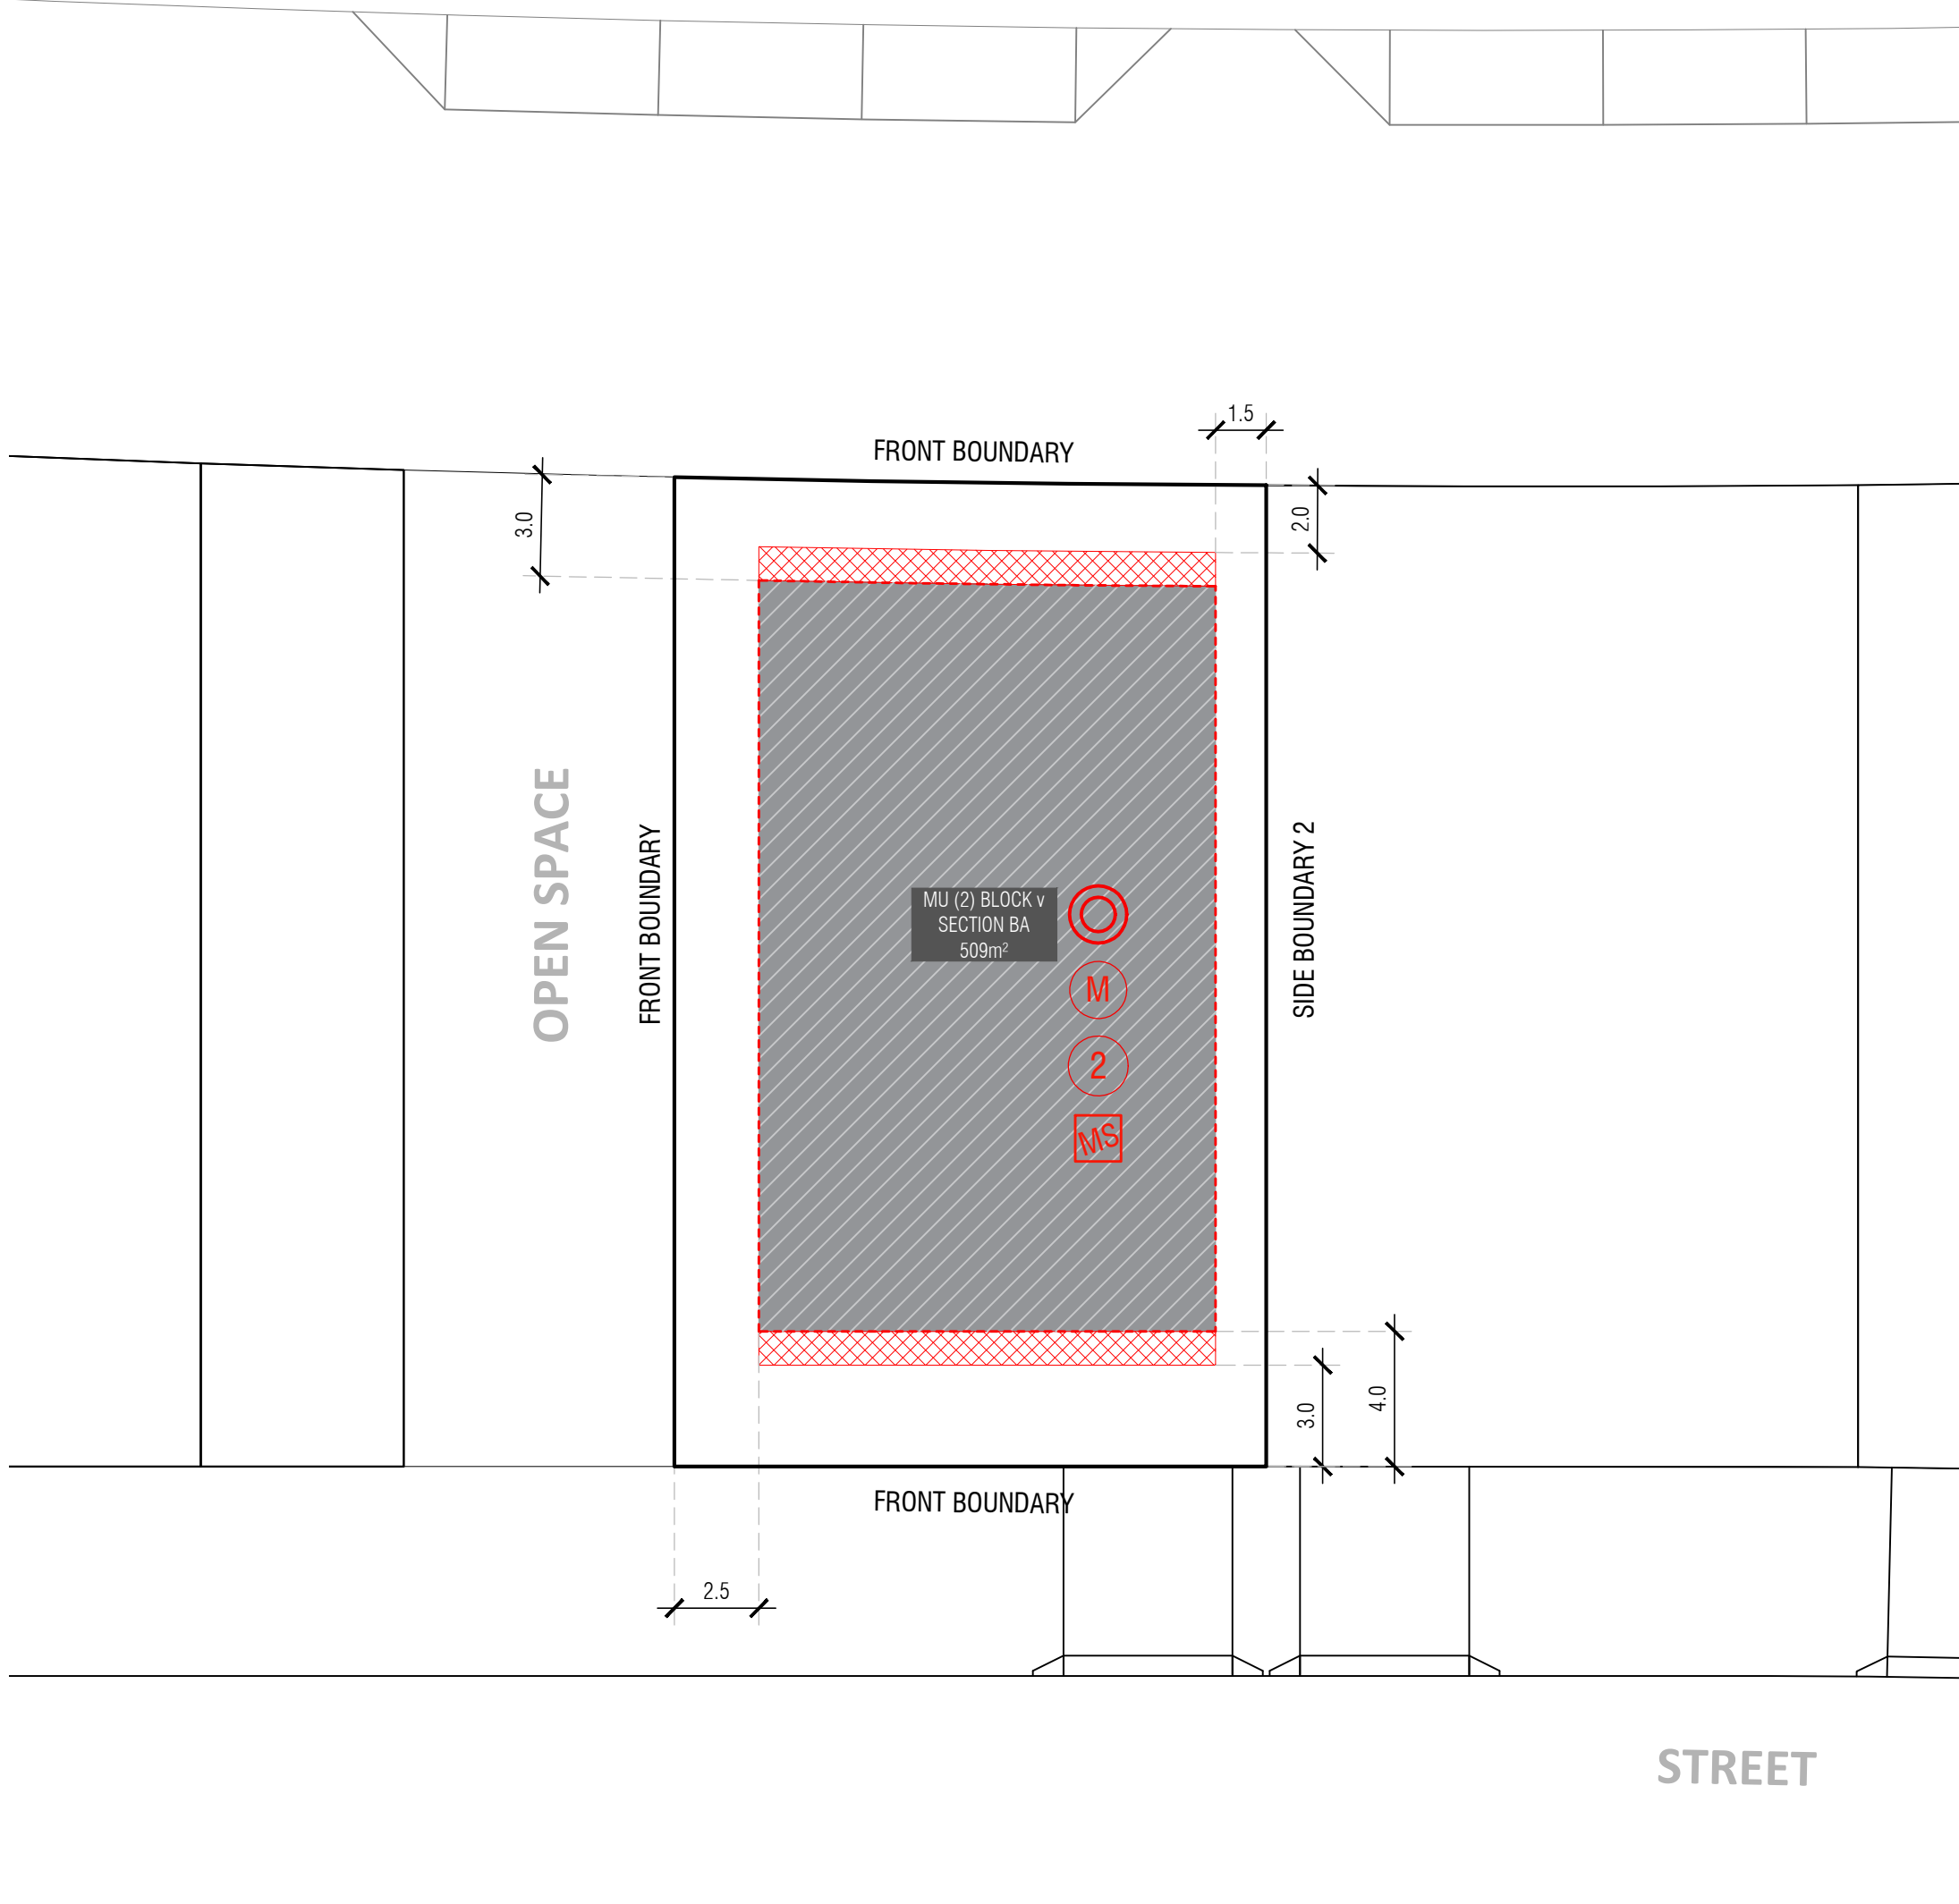 1.5
FRONT BOUNDARY
3.0
2.0
OPEN SPACE
FRONT BOUNDARY
MU (2) BLOCK v
SECTION BA
509m²
M
2
MS
SIDE BOUNDARY 2
3.0
4.0
FRONT BOUNDARY
2.5
STREET